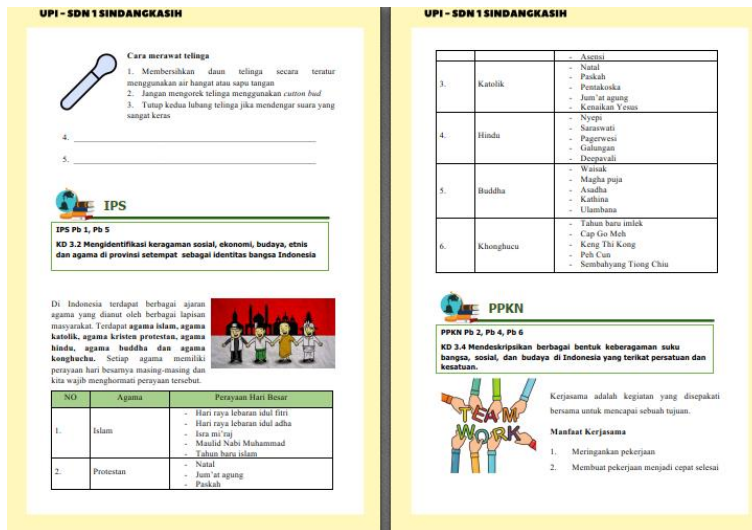 UPI - SDN 1 SINDANGKASIH
Cara merawat telinga
1. Membersihkan daun telinga secara teratur
menggunakan air hangat atau sapu tangan
2. Jangan mengorek telinga menggunakan cutton bud
3. Tutup kedua lubang telinga jika mendengar suara yang
sangat keras
4.
5.
IPS
IPS Pb 1, Pb 5
KD 3.2 Mengidentifikasi keragaman sosial, ekonomi, budaya, etnis
dan agama di provinsi setempat sebagai identitas bangsa Indonesia
Di Indonesia terdapat berbagai ajaran
agama yang dianut oleh berbagai lapisan
masyarakat. Terdapat agama islam, agama
katolik, agama kristen protestan, agama
hindu, agama buddha dan agama
konghuchu. Setiap agama memiliki
perayaan hari besarnya masing-masing dan
kita wajib menghormati perayaan tersebut.
NO Agama Perayaan Hari Besar
1. Islam
- Hari raya lebaran idul fitri
- Hari raya lebaran idul adha
- Isra mi'raj
- Maulid Nabi Muhammad
- Tahun baru islam
2. Protestan
- Natal
- Jum'at agung
- Paskah
UPI - SDN 1 SINDANGKASIH
- Asensi
3. Katolik
- Natal
- Paskah
- Pentakoska
- Jum'at agung
- Kenaikan Yesus
4. Hindu
- Nyepi
- Saraswati
- Pagerwesi
- Galungan
- Deepavali
5. Buddha
- Waisak
- Magha puja
- Asadha
- Kathina
- Ulambana
6. Khonghucu
- Tahun baru imlek
- Cap Go Meh
- Keng Thi Kong
- Peh Cun
- Sembahyang Tiong Chiu
PPKN
PPKN Pb 2, Pb 4, Pb 6
KD 3.4 Mendeskripsikan berbagai bentuk keberagaman suku
bangsa, sosial, dan budaya di Indonesia yang terikat persatuan dan
kesatuan.
TEAM
WORK
Kerjasama adalah kegiatan yang disepakati
bersama untuk mencapai sebuah tujuan.
Manfaat Kerjasama
1. Meringankan pekerjaan
2. Membuat pekerjaan menjadi cepat selesai